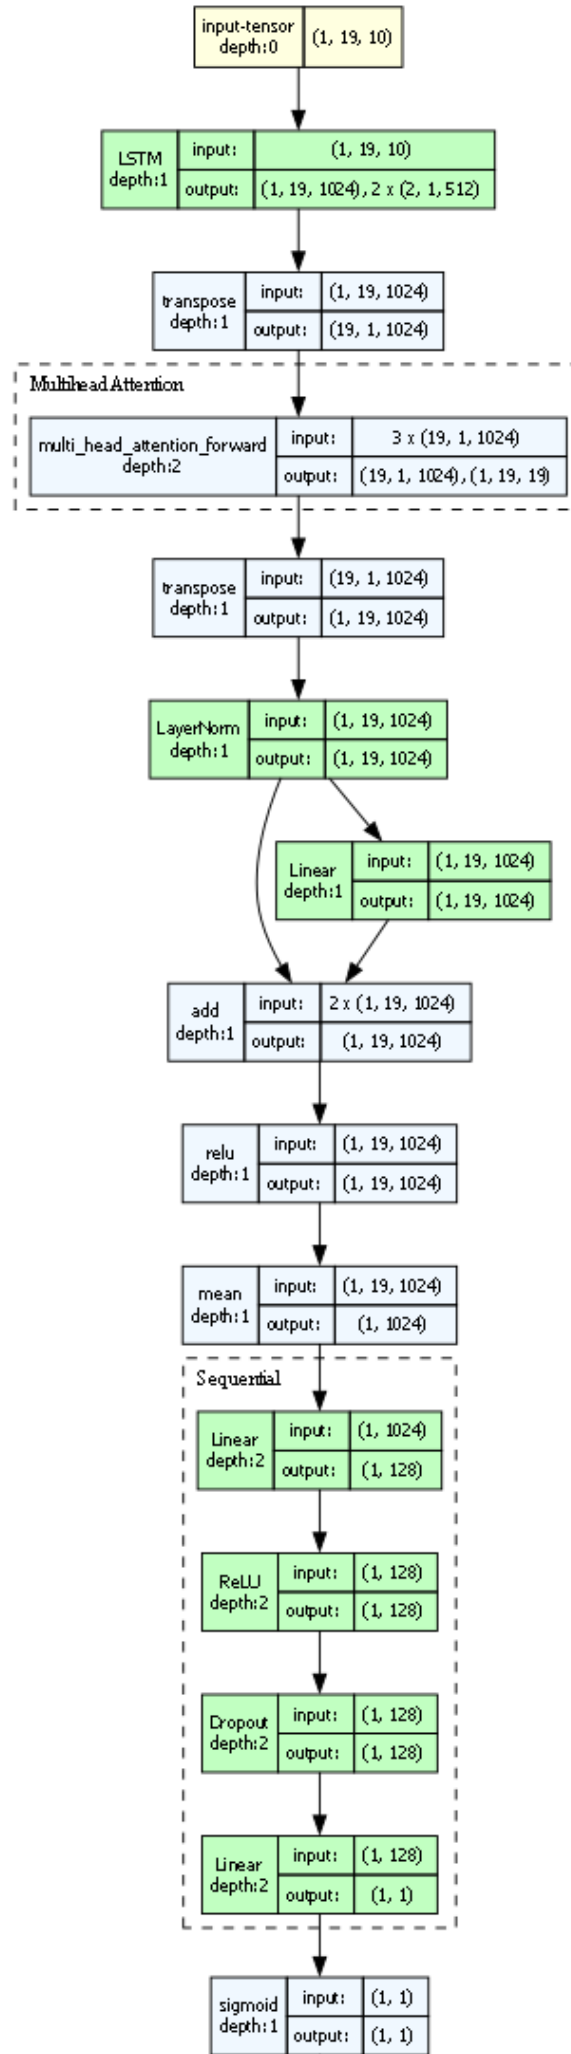 input-tensor
depth:0
(1, 19, 10)
LSTM
depth:1
input:
(1, 19, 10)
output:
(1, 19, 1024), 2 x (2, 1, 512)
transpose
depth:1
input:
(1, 19, 1024)
output:
(19, 1, 1024)
Multihead Attention
multi_head_attention_forward
depth:2
input:
3 x (19, 1, 1024)
output:
(19, 1, 1024), (1, 19, 19)
transpose
depth:1
input:
(19, 1, 1024)
output:
(1, 19, 1024)
LayerNorm
depth:1
input:
(1, 19, 1024)
output:
(1, 19, 1024)
Linear
depth:1
input:
(1, 19, 1024)
output:
(1, 19, 1024)
add
depth:1
input:
2 x (1, 19, 1024)
output:
(1, 19, 1024)
relu
depth:1
input:
(1, 19, 1024)
output:
(1, 19, 1024)
mean
depth:1
input:
(1, 19, 1024)
output:
(1, 1024)
Sequential
Linear
depth:2
input:
(1, 1024)
output:
(1, 128)
ReLU
depth:2
input:
(1, 128)
output:
(1, 128)
Dropout
depth:2
input:
(1, 128)
output:
(1, 128)
Linear
depth:2
input:
(1, 128)
output:
(1, 1)
sigmoid
depth:1
input:
(1, 1)
output:
(1, 1)